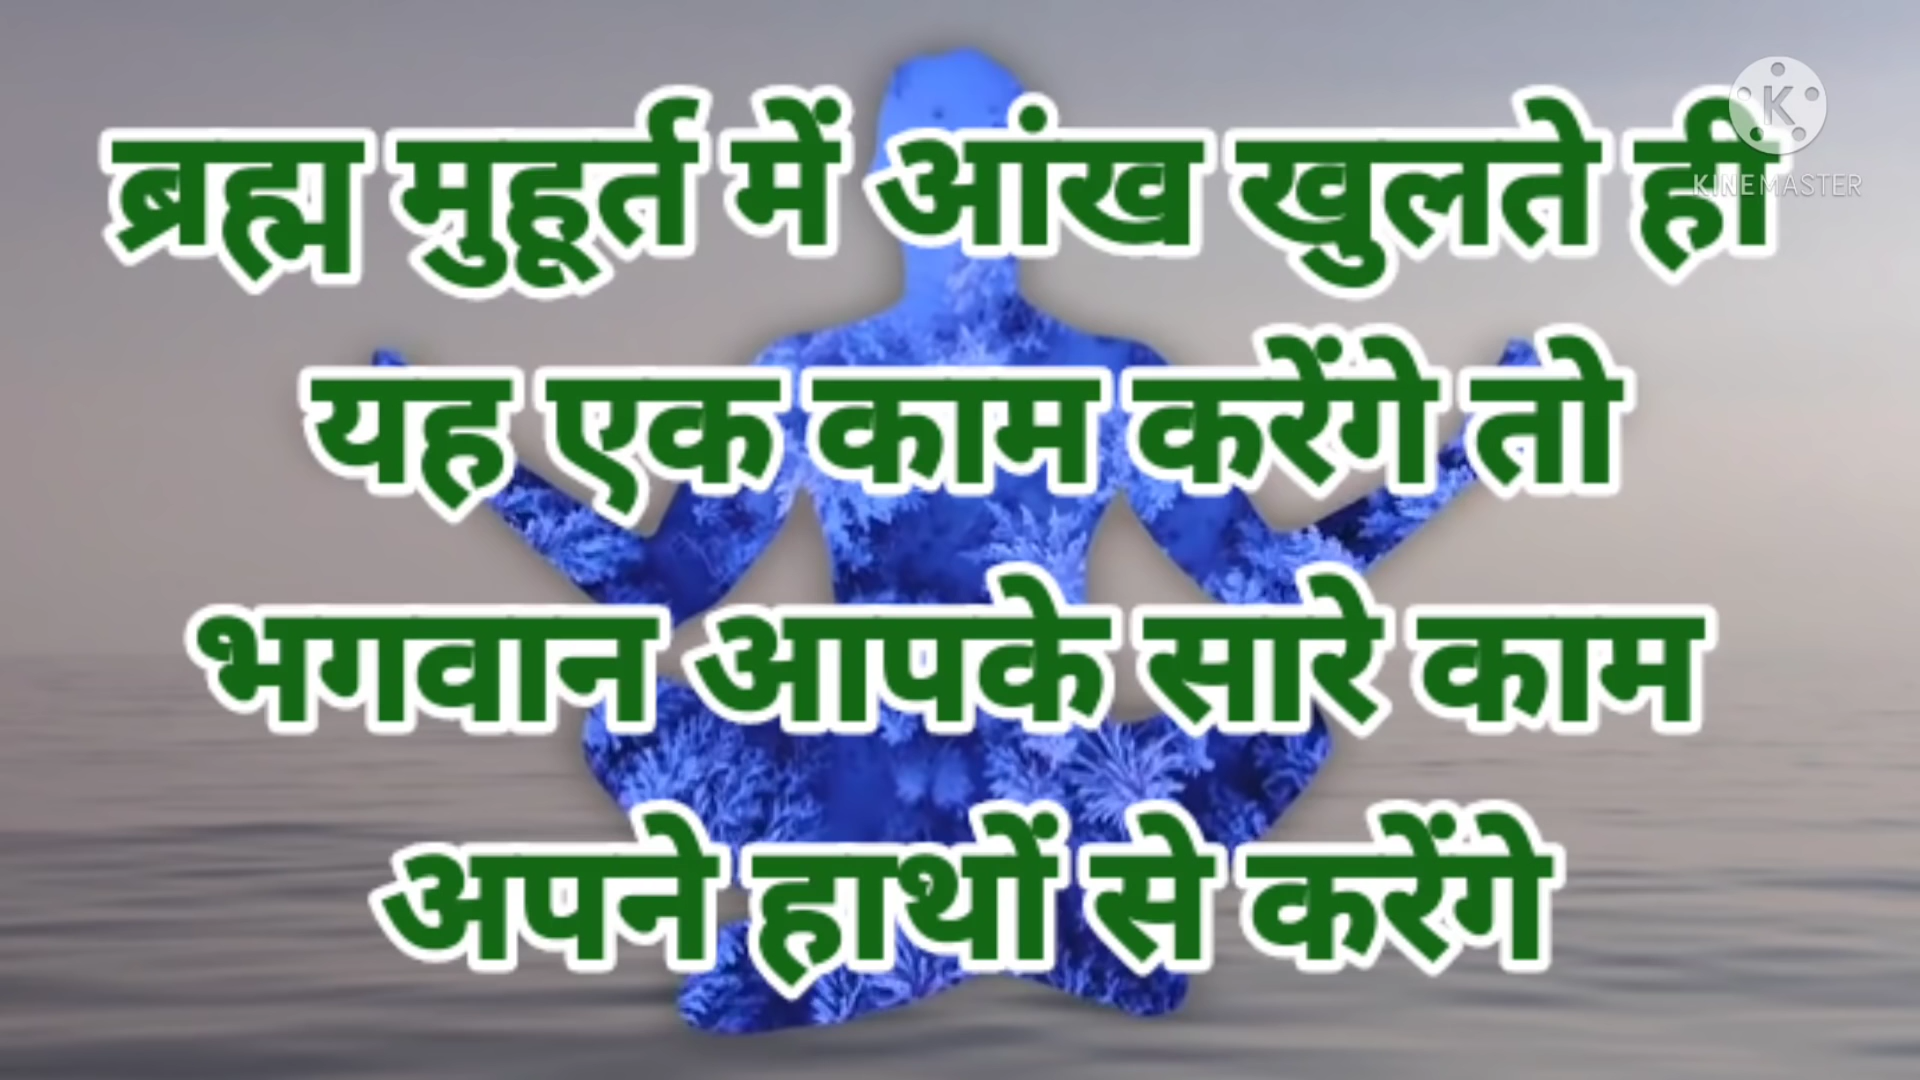 ब्रह्म मुहूर्त में आंख खुलते ही
यह एक काम करेंगे तो
भगवान आपके सारे काम
अपने हाथों से करेंगे
K
KINEMASTER